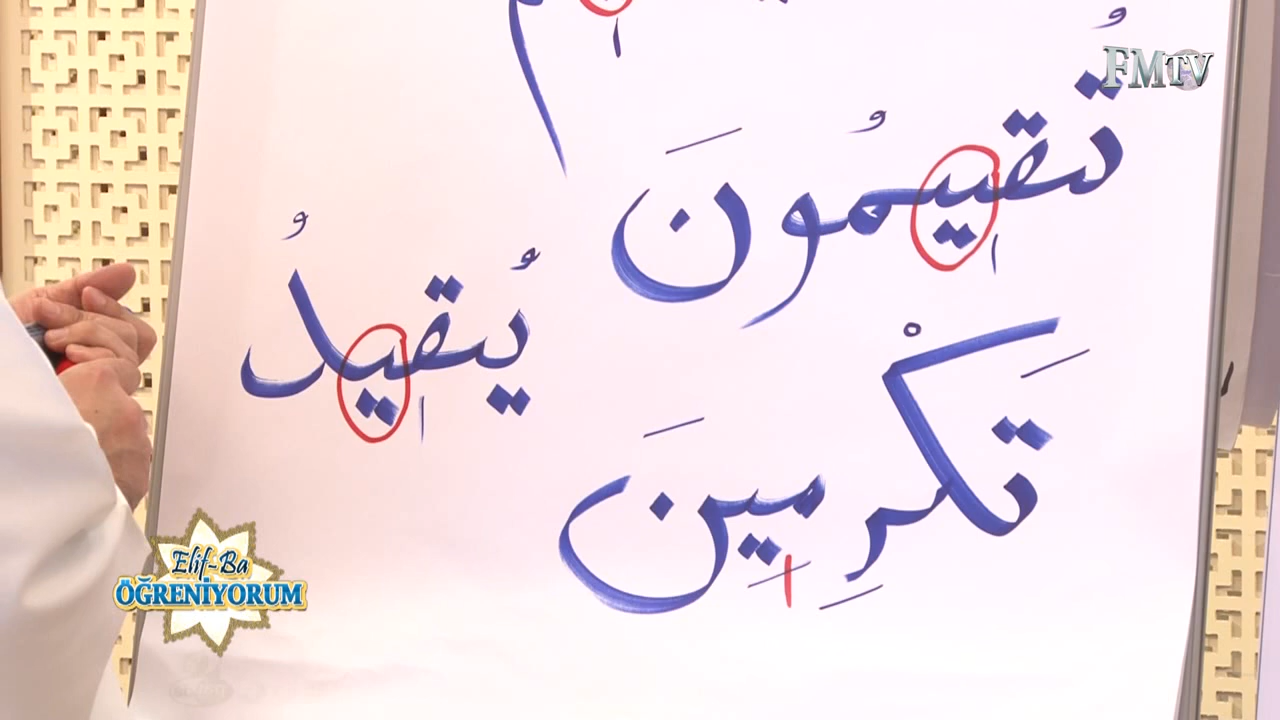 FMTV
تُقٖيمُونَ
يُقٖيدُ
تَكْرِمِينَ
Elif-Ba
ÖĞRENİYORUM